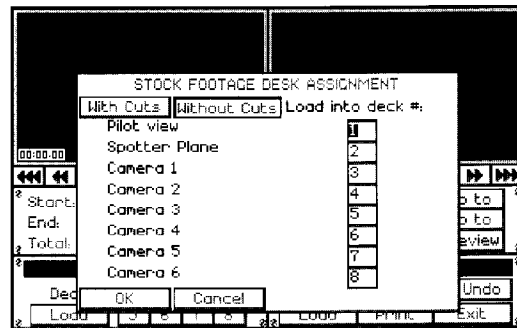 STOCK FOOTAGE DESK ASSIGNMENT
With Cuts Without Cuts Load into deck #:
Pilot view 1
Spotter Plane 2
Camera 1 3
Camera 2 4
Camera 3 5
Camera 4 6
Camera 5 7
Camera 6 8
OK Cancel
00:00.00
Start:
End:
Total:
to
to
Undo
Load
Print
Exit